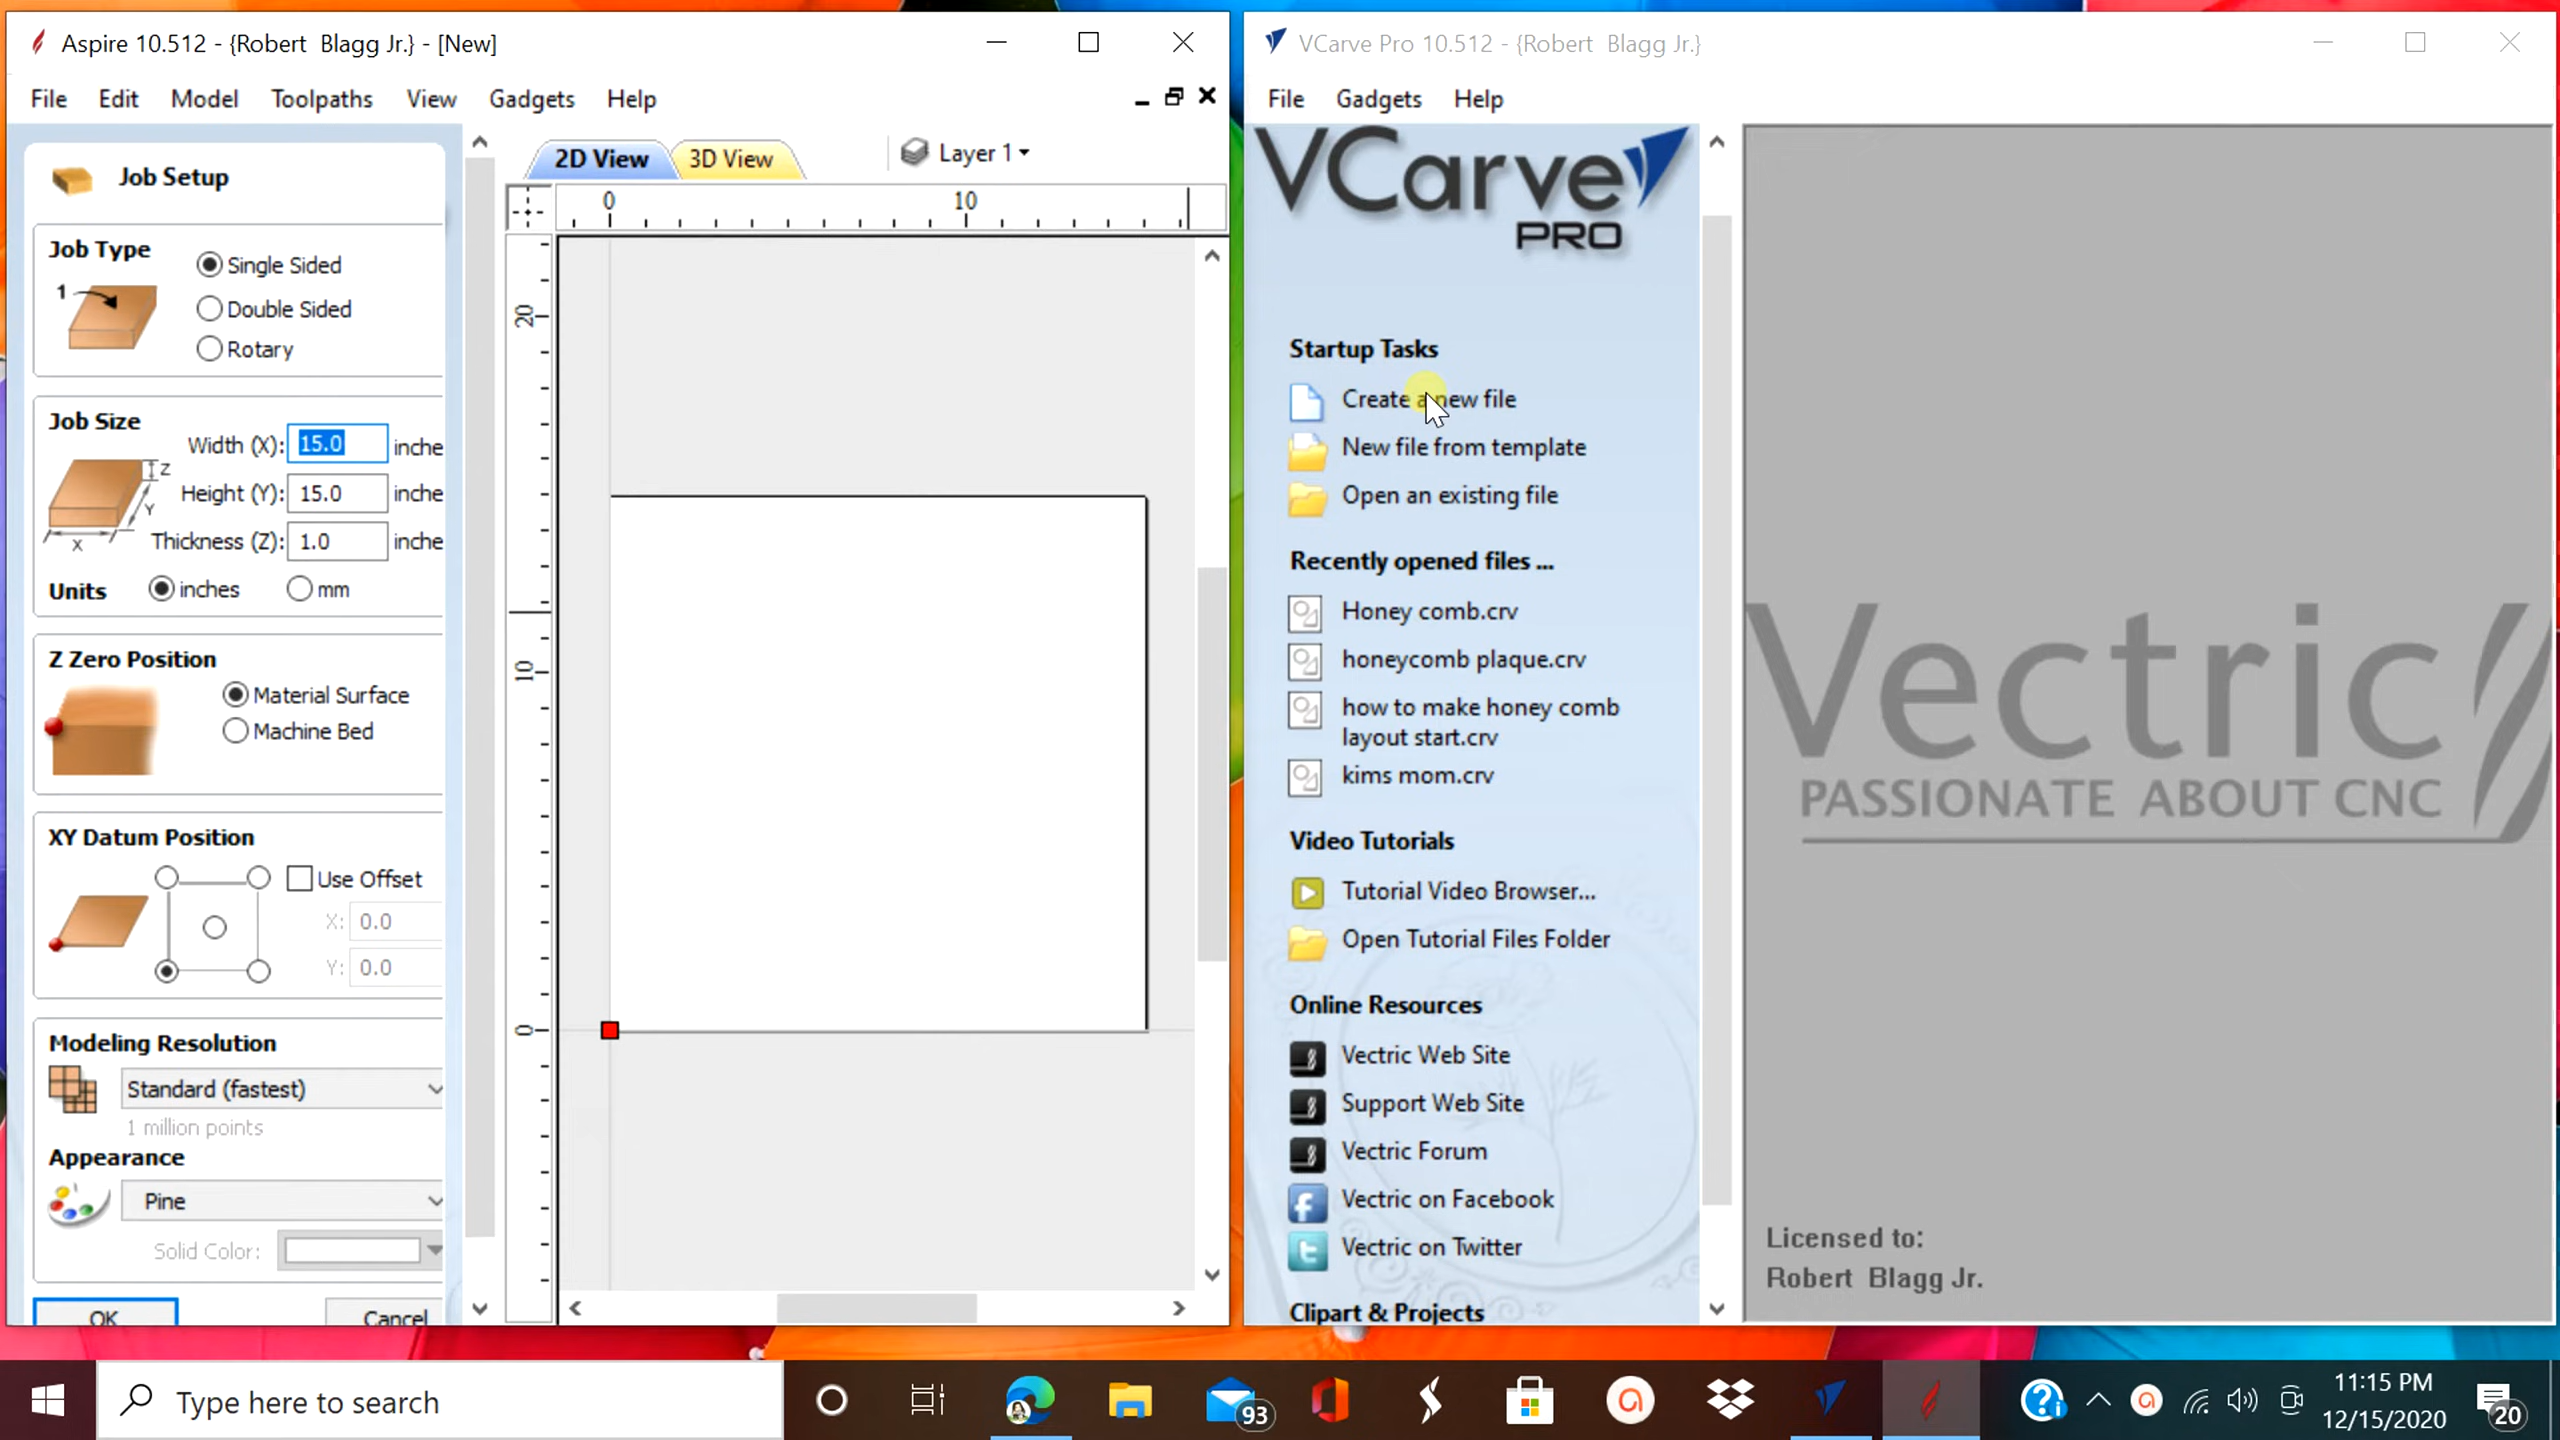 Aspire 10.512 - {Robert Blagg Jr.} - [New]
File Edit Model Toolpaths View Gadgets Help
Job Setup
Job Type
1
Single Sided
Double Sided
Rotary
Job Size
Width (X): 15.0 inche
Height (Y): 15.0 inche
Thickness (Z): 1.0 inche
Z
Y
X
Units inches mm
Z Zero Position
Material Surface
Machine Bed
XY Datum Position
Use Offset
X: 0.0
Y: 0.0
Modeling Resolution
Standard (fastest)
1 million points
Appearance
Pine
Solid Color:
OK Cancel
2D View 3D View Layer 1
0 10
20
10
0
VCarve Pro 10.512 - {Robert Blagg Jr.}
File Gadgets Help
VCarve
PRO
Startup Tasks
Create a new file
New file from template
Open an existing file
Recently opened files ...
Honey comb.crv
honeycomb plaque.crv
how to make honey comb
layout start.crv
kims mom.crv
Video Tutorials
Tutorial Video Browser...
Open Tutorial Files Folder
Online Resources
Vectric Web Site
Support Web Site
Vectric Forum
Vectric on Facebook
Vectric on Twitter
Clipart & Projects
Vectric
PASSIONATE ABOUT CNC
Licensed to:
Robert Blagg Jr.
Type here to search
93
11:15 PM
12/15/2020
20